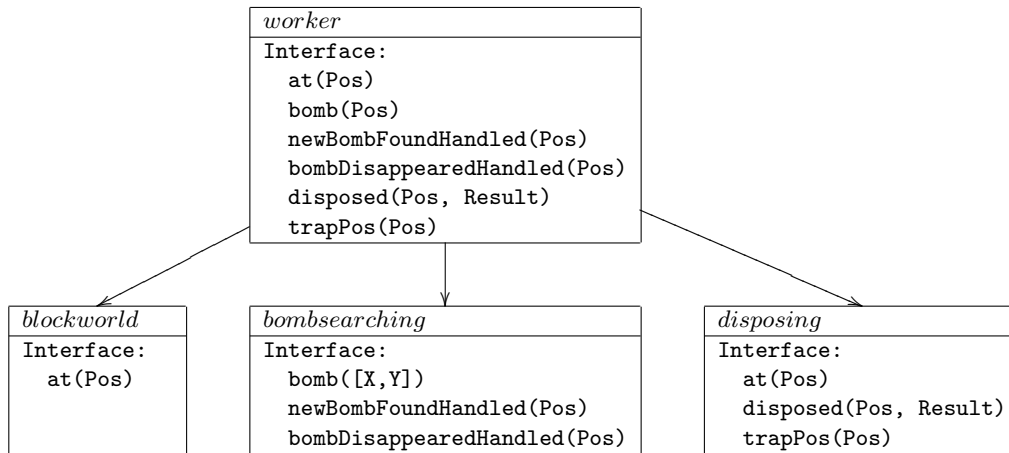 worker
Interface:
at(Pos)
bomb(Pos)
newBombFoundHandled(Pos)
bombDisappearedHandled(Pos)
disposed(Pos, Result)
trapPos(Pos)
blockworld
Interface:
at(Pos)
bombsearching
Interface:
bomb([X,Y])
newBombFoundHandled(Pos)
bombDisappearedHandled(Pos)
disposing
Interface:
at(Pos)
disposed(Pos, Result)
trapPos(Pos)